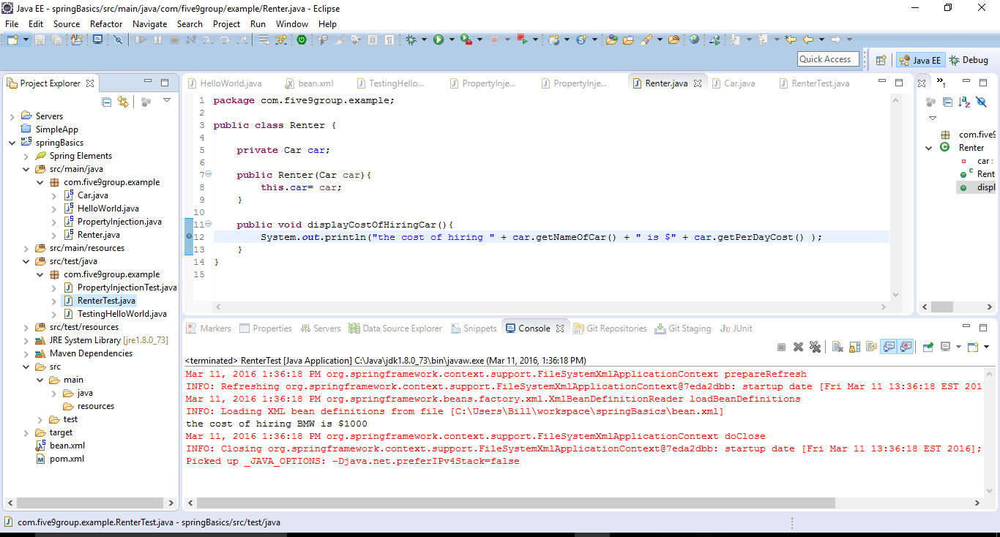 Java EE - springBasics/src/main/java/com/five9group/example/Renter.java - Eclipse
File Edit Source Refactor Navigate Search Project Run Window Help
Quick Access Java EE Debug
Project Explorer
Servers
SimpleApp
springBasics
Spring Elements
src/main/java
com.five9group.example
Car.java
HelloWorld.java
PropertyInjection.java
Renter.java
src/main/resources
src/test/java
com.five9group.example
PropertyInjectionTest.java
RenterTest.java
TestingHelloWorld.java
src/test/resources
JRE System Library [jre1.8.0_73]
Maven Dependencies
src
main
java
resources
test
target
bean.xml
pom.xml
HelloWorld.java bean.xml TestingHello... PropertyInje... PropertyInje... Renter.java Car.java RenterTest.java
1 package com.five9group.example;
2
3 public class Renter {
4
5 private Car car;
6
7 public Renter(Car car){
8 this.car= car;
9 }
10
11 public void displayCostOfHiringCar(){
12 System.out.println("the cost of hiring " + car.getNameOfCar() + " is $" + car.getPerDayCost() );
13 }
14 }
15
»1
com.five9
Renter
car :
Rent
displ
Markers Properties Servers Data Source Explorer Snippets Console Git Repositories Git Staging JUnit
<terminated> RenterTest [Java Application] C:\Java\jdk1.8.0_73\bin\javaw.exe (Mar 11, 2016, 1:36:18 PM)
Mar 11, 2016 1:36:18 PM org.springframework.context.support.FileSystemXmlApplicationContext prepareRefresh
INFO: Refreshing org.springframework.context.support.FileSystemXmlApplicationContext@7eda2dbb: startup date [Fri Mar 11 13:36:18 EST 201
Mar 11, 2016 1:36:18 PM org.springframework.beans.factory.xml.XmlBeanDefinitionReader loadBeanDefinitions
INFO: Loading XML bean definitions from file [C:\Users\Bill\workspace\springBasics\bean.xml]
the cost of hiring BMW is $1000
Mar 11, 2016 1:36:18 PM org.springframework.context.support.FileSystemXmlApplicationContext doClose
INFO: Closing org.springframework.context.support.FileSystemXmlApplicationContext@7eda2dbb: startup date [Fri Mar 11 13:36:18 EST 2016];
Picked up _JAVA_OPTIONS: -Djava.net.preferIPv4Stack=false
com.five9group.example.RenterTest.java - springBasics/src/test/java